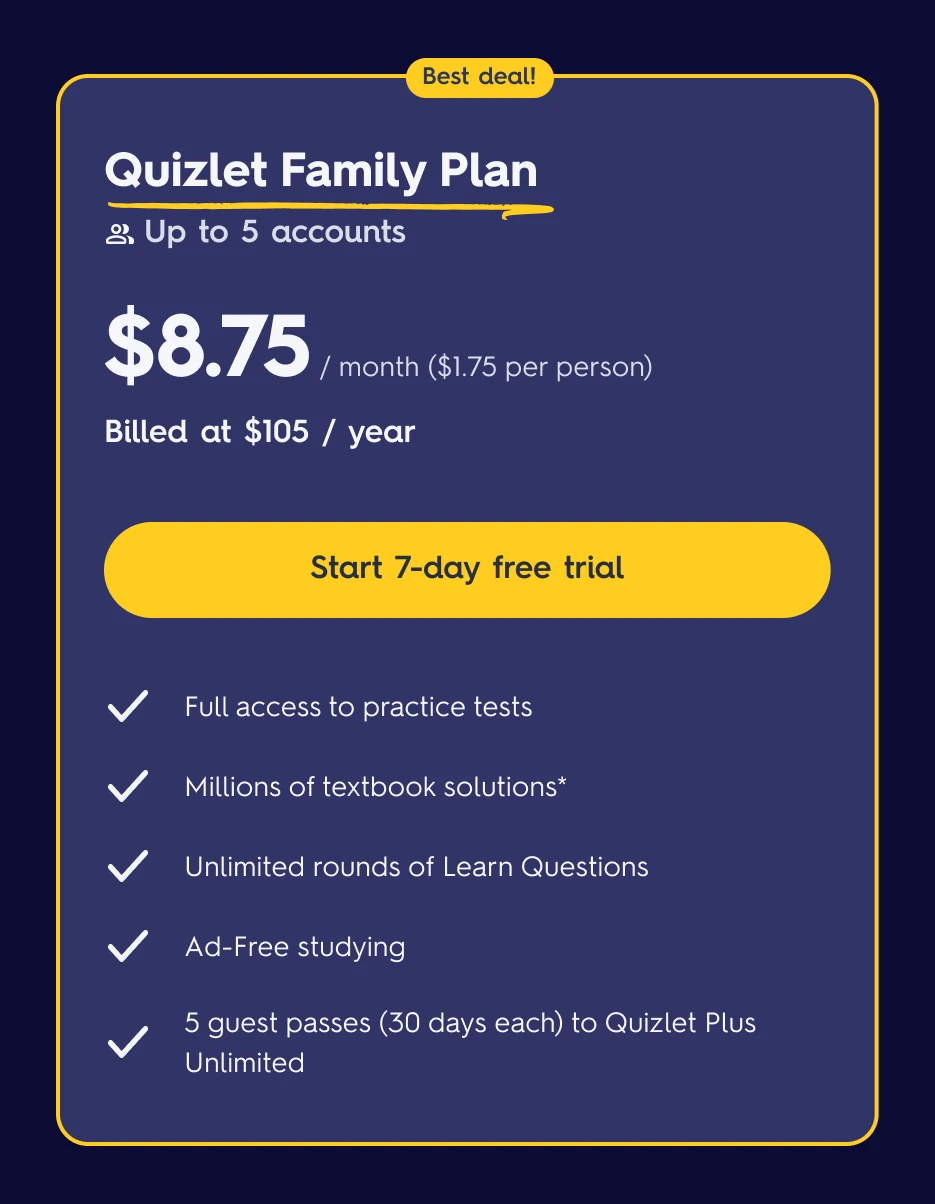 Best deal!
Quizlet Family Plan
Up to 5 accounts
$8.75 / month ($1.75 per person)
Billed at $105 / year
Start 7-day free trial
Full access to practice tests
Millions of textbook solutions*
Unlimited rounds of Learn Questions
Ad-Free studying
5 guest passes (30 days each) to Quizlet Plus
Unlimited